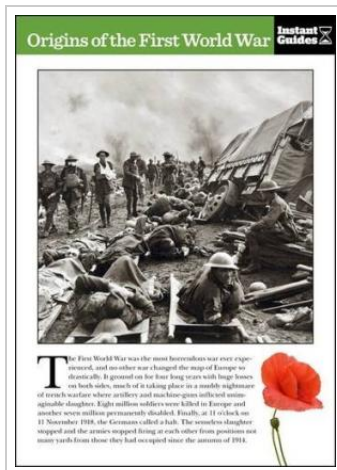 Origins of the First World War
Instant
Guides
The First World War was the most horrendous war ever expe-
rienced, and no other war changed the map of Europe so
drastically. It ground on for four long years with huge losses
on both sides, much of it taking place in a muddy nightmare
of trench warfare where artillery and machine-guns inflicted unim-
aginable slaughter. Eight million soldiers were killed in Europe and
another seven million permanently disabled. Finally, at 11 o'clock on
11 November 1918, the Germans called a halt. The senseless slaughter
stopped and the armies stopped firing at each other from positions not
many yards from those they had occupied since the autumn of 1914.